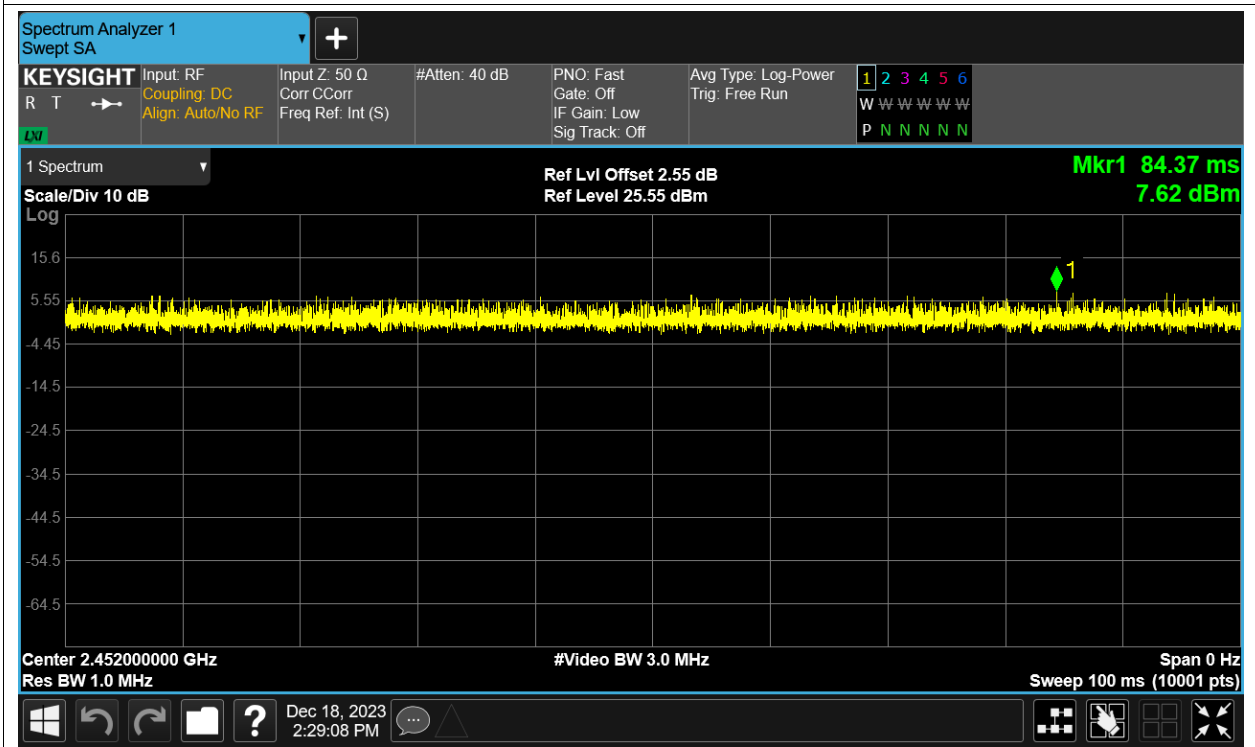 Spectrum Analyzer 1
Swept SA
KEYSIGHT
R T
LXI
Input: RF
Coupling: DC
Align: Auto/No RF
Input Z: 50 Ω
Corr CCorr
Freq Ref: Int (S)
#Atten: 40 dB
PNO: Fast
Gate: Off
IF Gain: Low
Sig Track: Off
Avg Type: Log-Power
Trig: Free Run
1 2 3 4 5 6
W W W W W W
P N N N N N
1 Spectrum
Scale/Div 10 dB
Ref Lvl Offset 2.55 dB
Ref Level 25.55 dBm
Mkr1 84.37 ms
7.62 dBm
Log
15.6
1
5.55
-4.45
-14.5
-24.5
-34.5
-44.5
-54.5
-64.5
Center 2.452000000 GHz
#Video BW 3.0 MHz
Span 0 Hz
Res BW 1.0 MHz
Sweep 100 ms (10001 pts)
?
Dec 18, 2023
2:29:08 PM